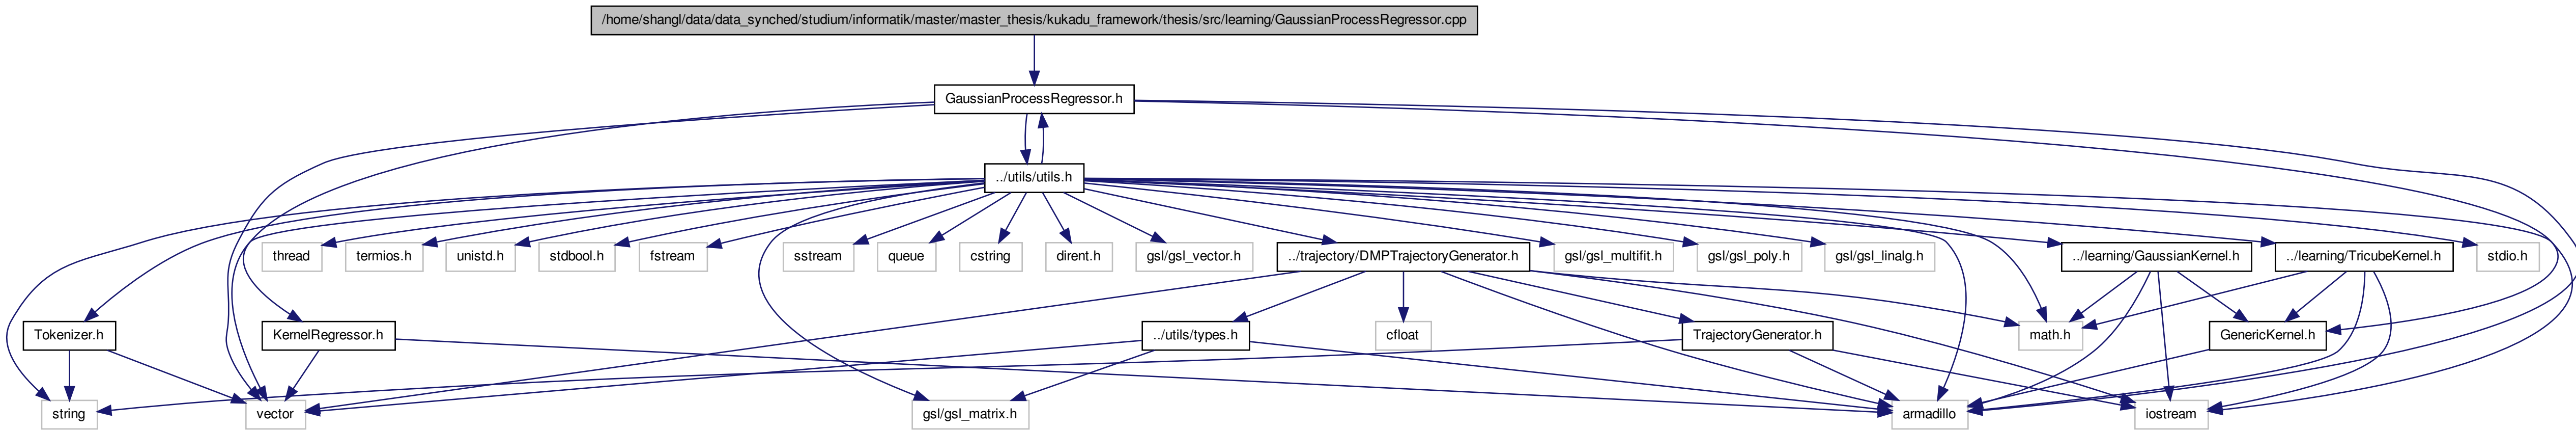 /home/shangl/data/data_synched/studium/informatik/master/master_thesis/kukadu_framework/thesis/src/learning/GaussianProcessRegressor.cpp
GaussianProcessRegressor.h
../utils/utils.h
thread
termios.h
unistd.h
stdbool.h
fstream
sstream
queue
cstring
dirent.h
gsl/gsl_vector.h
../trajectory/DMPTrajectoryGenerator.h
gsl/gsl_multifit.h
gsl/gsl_poly.h
gsl/gsl_linalg.h
../learning/GaussianKernel.h
../learning/TricubeKernel.h
stdio.h
Tokenizer.h
KernelRegressor.h
../utils/types.h
cfloat
TrajectoryGenerator.h
math.h
GenericKernel.h
string
vector
gsl/gsl_matrix.h
armadillo
iostream